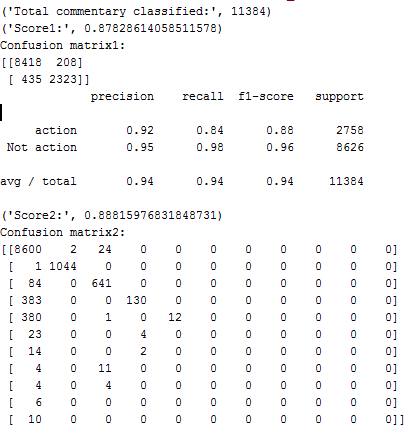 ('Total commentary classified:', 11384)
('Score1:', 0.87828614058511578)
Confusion matrix1:
[[8418  208]
 [ 435 2323]]
             precision    recall  f1-score   support

     action       0.92      0.84      0.88      2758
 Not action       0.95      0.98      0.96      8626

avg / total       0.94      0.94      0.94     11384

('Score2:', 0.88815976831848731)
Confusion matrix2:
[[8600    2   24    0    0    0    0    0    0    0    0]
 [   1 1044    0    0    0    0    0    0    0    0    0]
 [  84    0  641    0    0    0    0    0    0    0    0]
 [ 383    0    0  130    0    0    0    0    0    0    0]
 [ 380    0    1    0   12    0    0    0    0    0    0]
 [  23    0    0    4    0    0    0    0    0    0    0]
 [  14    0    0    2    0    0    0    0    0    0    0]
 [   4    0   11    0    0    0    0    0    0    0    0]
 [   4    0    4    0    0    0    0    0    0    0    0]
 [   6    0    0    0    0    0    0    0    0    0    0]
 [  10    0    0    0    0    0    0    0    0    0    0]]